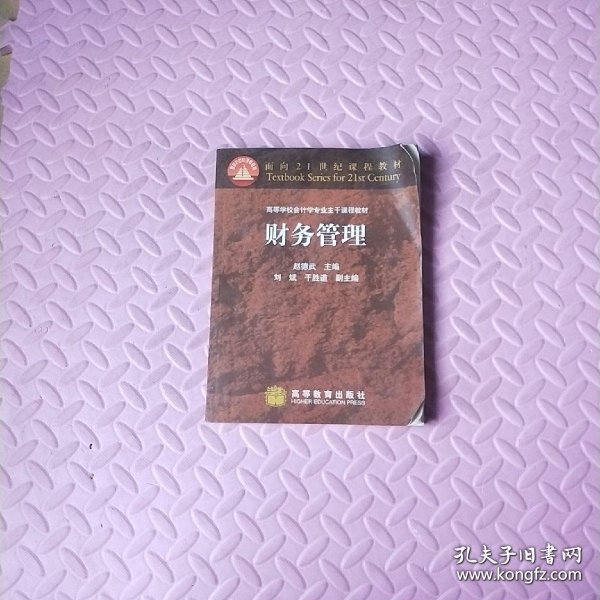 面向21世纪课程教材
Textbook Series for 21st Century
高等学校会计学专业主干课程教材
财务管理
赵德武 主编
刘斌 干胜道 副主编
高等教育出版社
HIGHER EDUCATION PRESS
孔夫子旧书网
www.kongfz.com